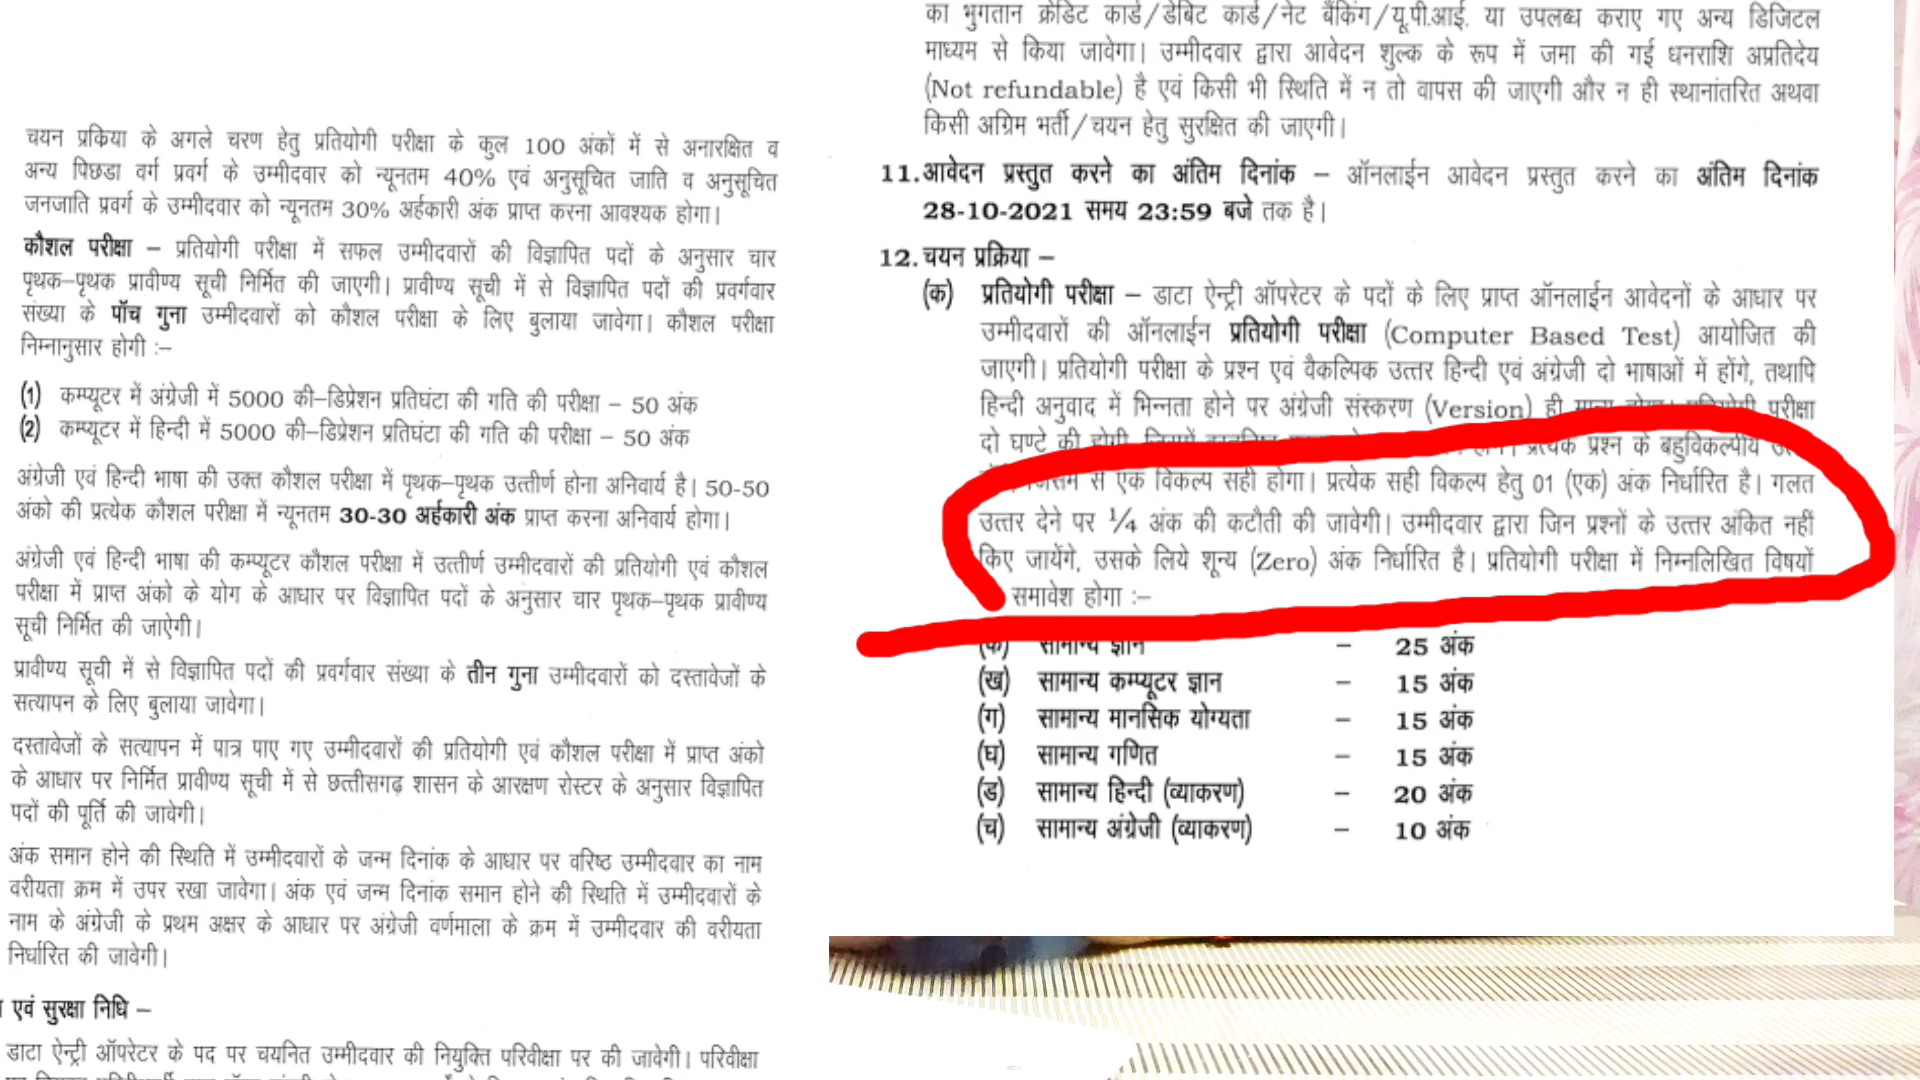 चयन प्रकिया के अगले चरण हेतु प्रतियोगी परीक्षा के कुल 100 अंकों में से अनारक्षित व
अन्य पिछडा वर्ग प्रवर्ग के उम्मीदवार को न्यूनतम 40% एवं अनुसूचित जाति व अनुसूचित
जनजाति प्रवर्ग के उम्मीदवार को न्यूनतम 30% अर्हकारी अंक प्राप्त करना आवश्यक होगा।
कौशल परीक्षा – प्रतियोगी परीक्षा में सफल उम्मीदवारों की विज्ञापित पदों के अनुसार चार
पृथक–पृथक प्रावीण्य सूची निर्मित की जाएगी। प्रावीण्य सूची में से विज्ञापित पदों की प्रवर्गवार
संख्या के पॉच गुना उम्मीदवारों को कौशल परीक्षा के लिए बुलाया जावेगा। कौशल परीक्षा
निम्नानुसार होगी :–
(1) कम्प्यूटर में अंग्रेजी में 5000 की–डिप्रेशन प्रतिघंटा की गति की परीक्षा – 50 अंक
(2) कम्प्यूटर में हिन्दी में 5000 की–डिप्रेशन प्रतिघंटा की गति की परीक्षा – 50 अंक
अंग्रेजी एवं हिन्दी भाषा की उक्त कौशल परीक्षा में पृथक–पृथक उत्तीर्ण होना अनिवार्य है। 50-50
अंको की प्रत्येक कौशल परीक्षा में न्यूनतम 30-30 अर्हकारी अंक प्राप्त करना अनिवार्य होगा।
अंग्रेजी एवं हिन्दी भाषा की कम्प्यूटर कौशल परीक्षा में उत्तीर्ण उम्मीदवारों की प्रतियोगी एवं कौशल
परीक्षा में प्राप्त अंको के योग के आधार पर विज्ञापित पदों के अनुसार चार पृथक–पृथक प्रावीण्य
सूची निर्मित की जाऐगी।
प्रावीण्य सूची में से विज्ञापित पदों की प्रवर्गवार संख्या के तीन गुना उम्मीदवारों को दस्तावेजों के
सत्यापन के लिए बुलाया जावेगा।
दस्तावेजों के सत्यापन में पात्र पाए गए उम्मीदवारों की प्रतियोगी एवं कौशल परीक्षा में प्राप्त अंको
के आधार पर निर्मित प्रावीण्य सूची में से छत्तीसगढ़ शासन के आरक्षण रोस्टर के अनुसार विज्ञापित
पदों की पूर्ति की जावेगी।
अंक समान होने की स्थिति में उम्मीदवारों के जन्म दिनांक के आधार पर वरिष्ठ उम्मीदवार का नाम
वरीयता क्रम में उपर रखा जावेगा। अंक एवं जन्म दिनांक समान होने की स्थिति में उम्मीदवारों के
नाम के अंग्रेजी के प्रथम अक्षर के आधार पर अंग्रेजी वर्णमाला के क्रम में उम्मीदवार की वरीयता
निर्धारित की जावेगी।
एवं सुरक्षा निधि –
डाटा ऐन्ट्री ऑपरेटर के पद पर चयनित उम्मीदवार की नियुक्ति परिवीक्षा पर की जावेगी। परिवीक्षा
का भुगतान क्रेडिट कार्ड/डेबिट कार्ड/नेट बैंकिंग/यू.पी.आई. या उपलब्ध कराए गए अन्य डिजिटल
माध्यम से किया जावेगा। उम्मीदवार द्वारा आवेदन शुल्क के रूप में जमा की गई धनराशि अप्रतिदेय
(Not refundable) है एवं किसी भी स्थिति में न तो वापस की जाएगी और न ही स्थानांतरित अथवा
किसी अग्रिम भर्ती/चयन हेतु सुरक्षित की जाएगी।
11. आवेदन प्रस्तुत करने का अंतिम दिनांक – ऑनलाईन आवेदन प्रस्तुत करने का अंतिम दिनांक
28-10-2021 समय 23:59 बजे तक है।
12. चयन प्रक्रिया –
(क) प्रतियोगी परीक्षा – डाटा ऐन्ट्री ऑपरेटर के पदों के लिए प्राप्त ऑनलाईन आवेदनों के आधार पर
उम्मीदवारों की ऑनलाईन प्रतियोगी परीक्षा (Computer Based Test) आयोजित की
जाएगी। प्रतियोगी परीक्षा के प्रश्न एवं वैकल्पिक उत्तर हिन्दी एवं अंग्रेजी दो भाषाओं में होंगे, तथापि
हिन्दी अनुवाद में भिन्नता होने पर अंग्रेजी संस्करण (Version) ही मान्य होगा। प्रतियोगी परीक्षा
दो घण्टे की होगी, प्रत्येक प्रश्न के बहुविकल्पीय
जिसमें से एक विकल्प सही होगा। प्रत्येक सही विकल्प हेतु 01 (एक) अंक निर्धारित है। गलत
उत्तर देने पर ¼ अंक की कटौती की जावेगी। उम्मीदवार द्वारा जिन प्रश्नों के उत्तर अंकित नहीं
किए जायेंगे, उसके लिये शून्य (Zero) अंक निर्धारित है। प्रतियोगी परीक्षा में निम्नलिखित विषयों
समावेश होगा :–
(क) सामान्य ज्ञान – 25 अंक
(ख) सामान्य कम्प्यूटर ज्ञान – 15 अंक
(ग) सामान्य मानसिक योग्यता – 15 अंक
(घ) सामान्य गणित – 15 अंक
(ड) सामान्य हिन्दी (व्याकरण) – 20 अंक
(च) सामान्य अंग्रेजी (व्याकरण) – 10 अंक